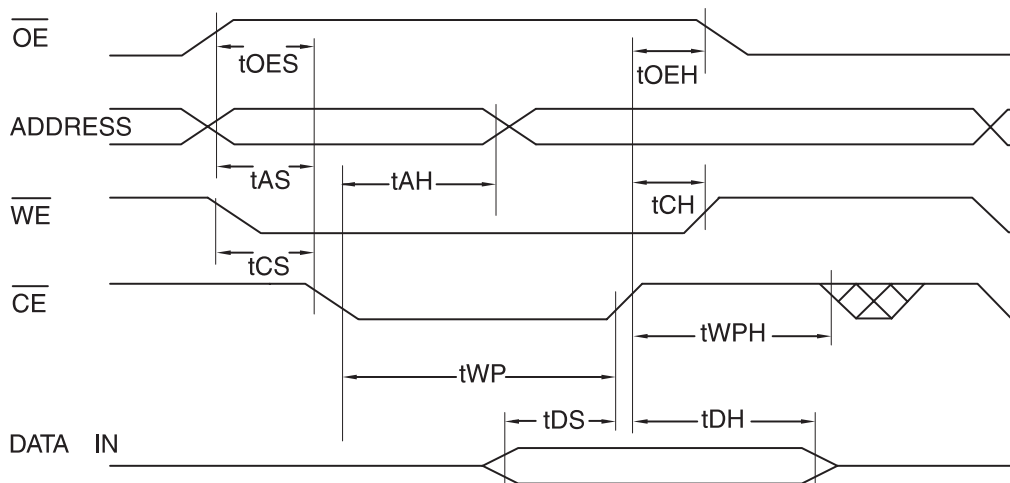 OE
tOES
tOEH
ADDRESS
tAS
tAH
tCH
WE
tCS
CE
tWPH
tWP
tDS
tDH
DATA IN